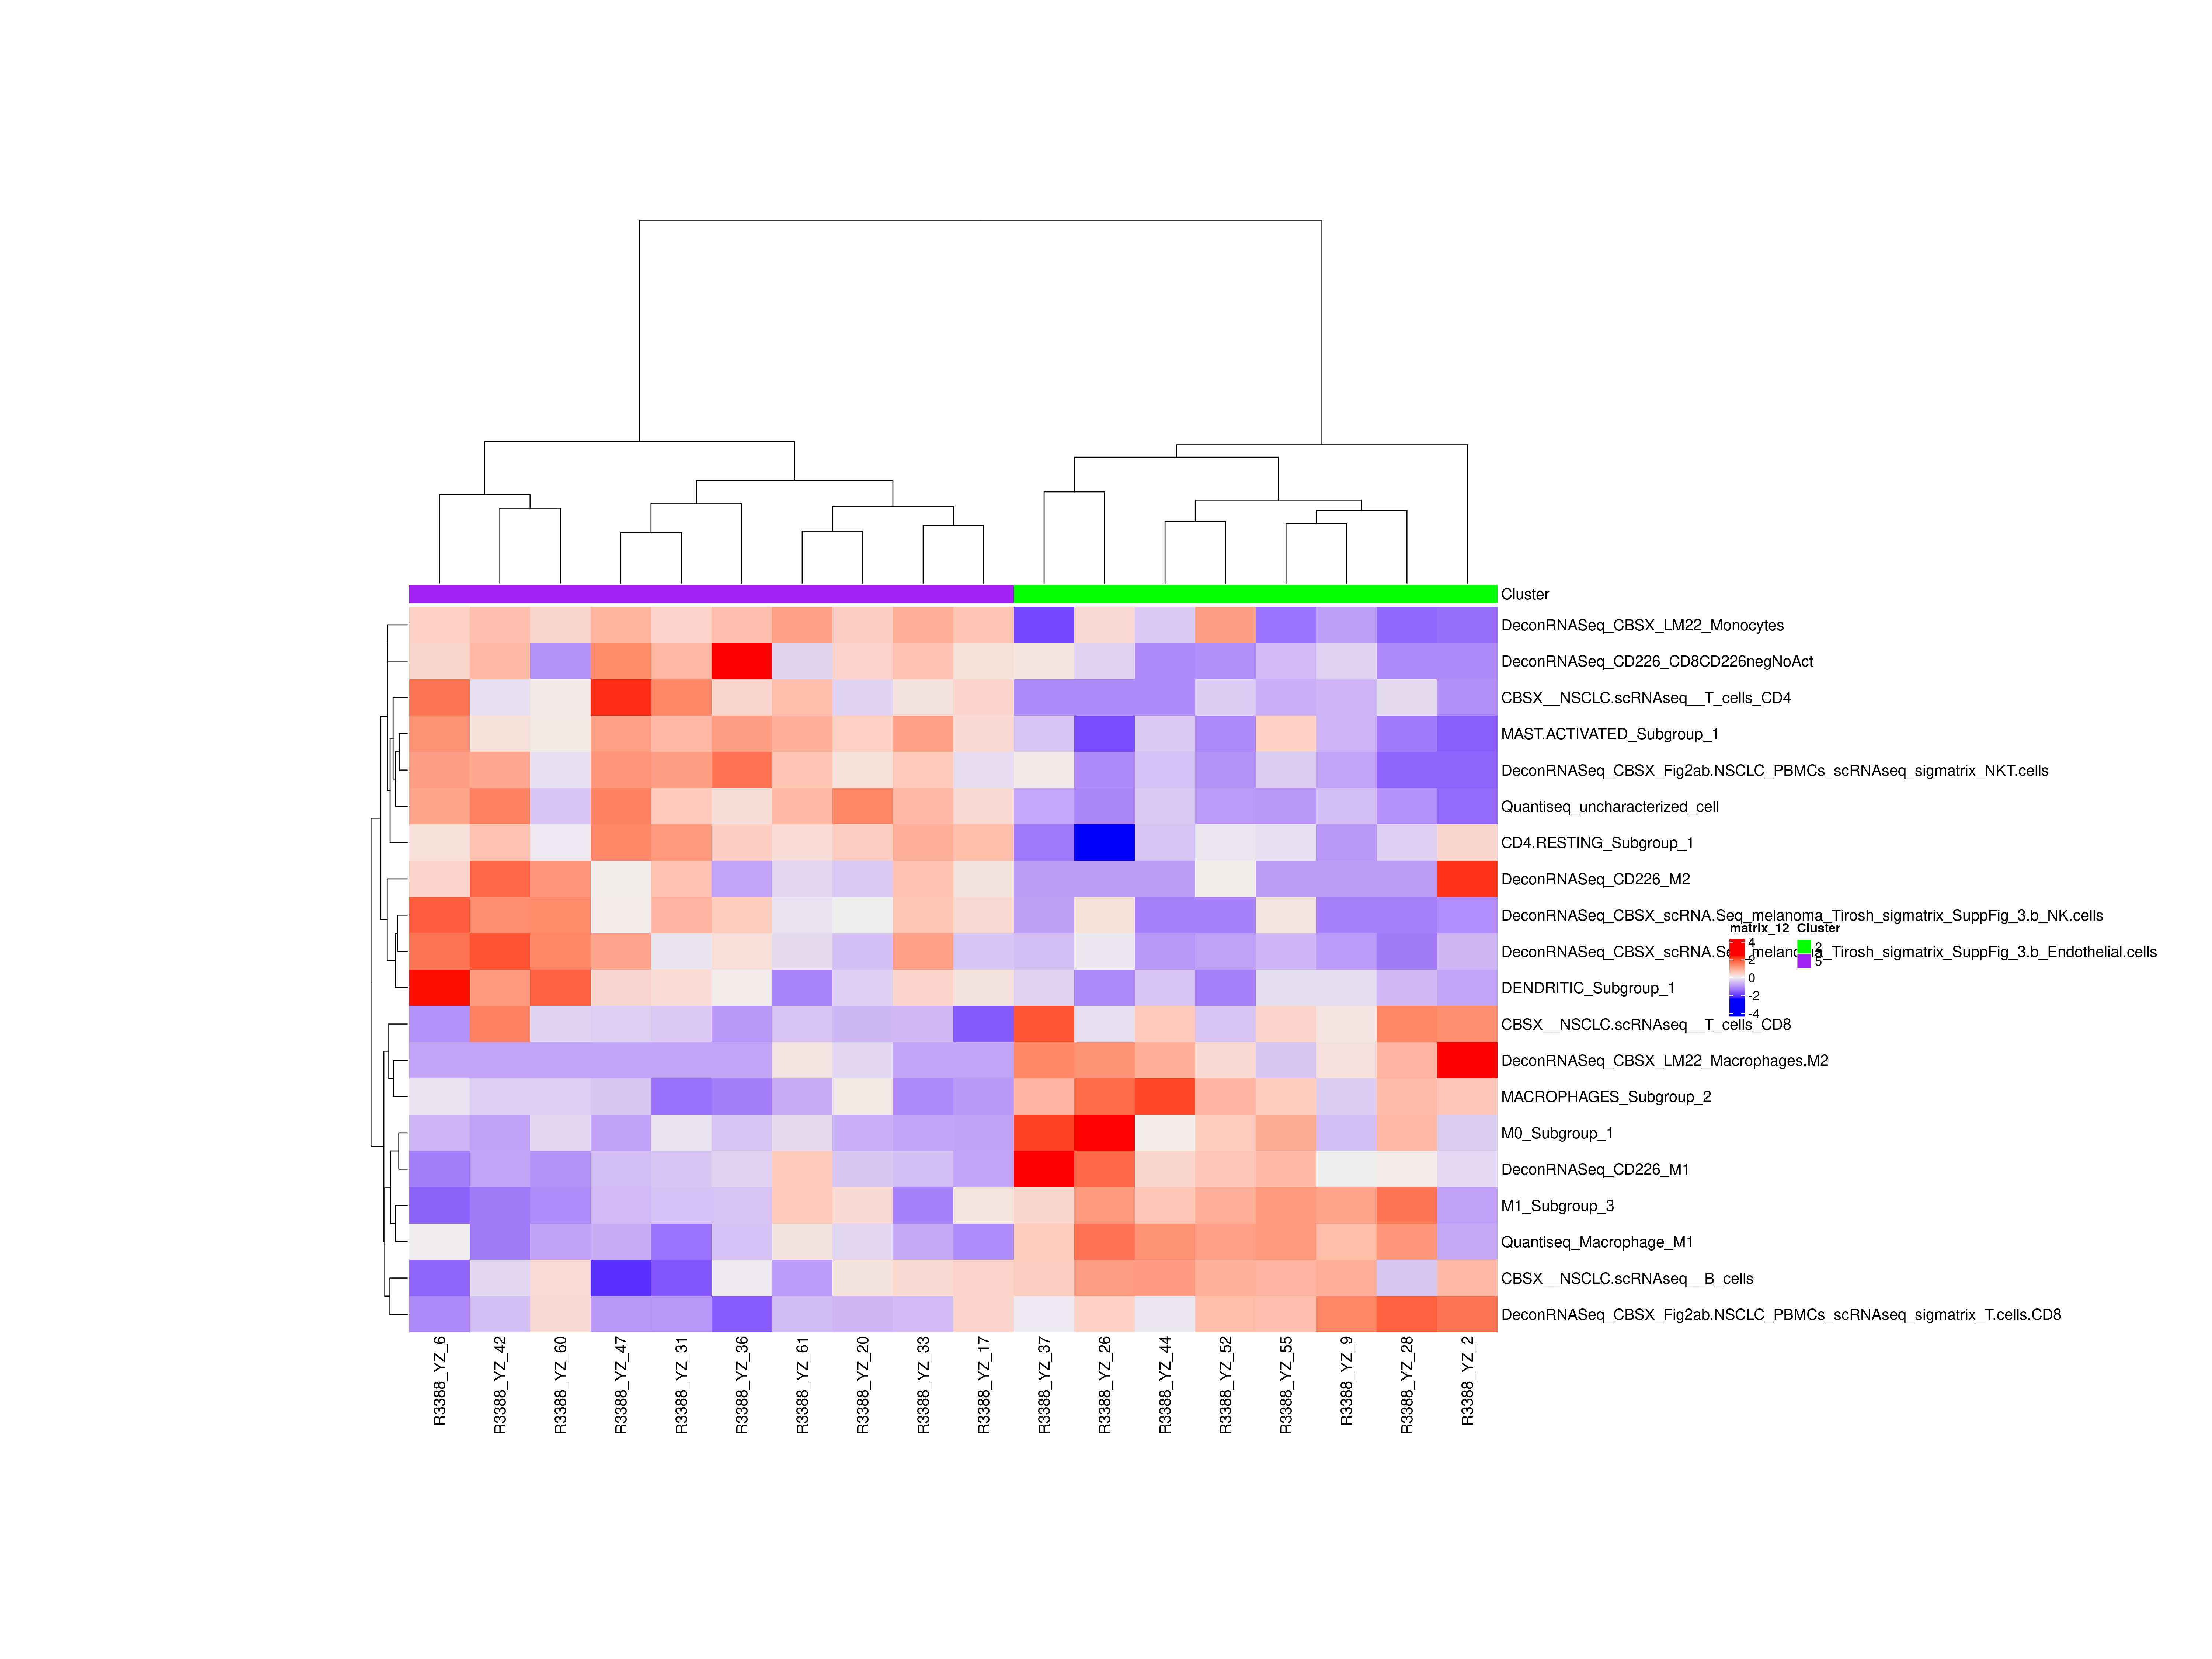 Cluster
DeconRNASeq_CBSX_LM22_Monocytes
DeconRNASeq_CD226_CD8CD226negNoAct
CBSX__NSCLC.scRNAseq__T_cells_CD4
MAST.ACTIVATED_Subgroup_1
DeconRNASeq_CBSX_Fig2ab.NSCLC_PBMCs_scRNAseq_sigmatrix_NKT.cells
Quantiseq_uncharacterized_cell
CD4.RESTING_Subgroup_1
DeconRNASeq_CD226_M2
DeconRNASeq_CBSX_scRNA.Seq_melanoma_Tirosh_sigmatrix_SuppFig_3.b_NK.cells
DeconRNASeq_CBSX_scRNA.Seq_melanoma_Tirosh_sigmatrix_SuppFig_3.b_Endothelial.cells
DENDRITIC_Subgroup_1
CBSX__NSCLC.scRNAseq__T_cells_CD8
DeconRNASeq_CBSX_LM22_Macrophages.M2
MACROPHAGES_Subgroup_2
M0_Subgroup_1
DeconRNASeq_CD226_M1
M1_Subgroup_3
Quantiseq_Macrophage_M1
CBSX__NSCLC.scRNAseq__B_cells
DeconRNASeq_CBSX_Fig2ab.NSCLC_PBMCs_scRNAseq_sigmatrix_T.cells.CD8
matrix_12
4
2
0
-2
-4
Cluster
5
R3388_YZ_6
R3388_YZ_42
R3388_YZ_60
R3388_YZ_47
R3388_YZ_31
R3388_YZ_36
R3388_YZ_61
R3388_YZ_20
R3388_YZ_33
R3388_YZ_17
R3388_YZ_37
R3388_YZ_26
R3388_YZ_44
R3388_YZ_52
R3388_YZ_55
R3388_YZ_9
R3388_YZ_28
R3388_YZ_2